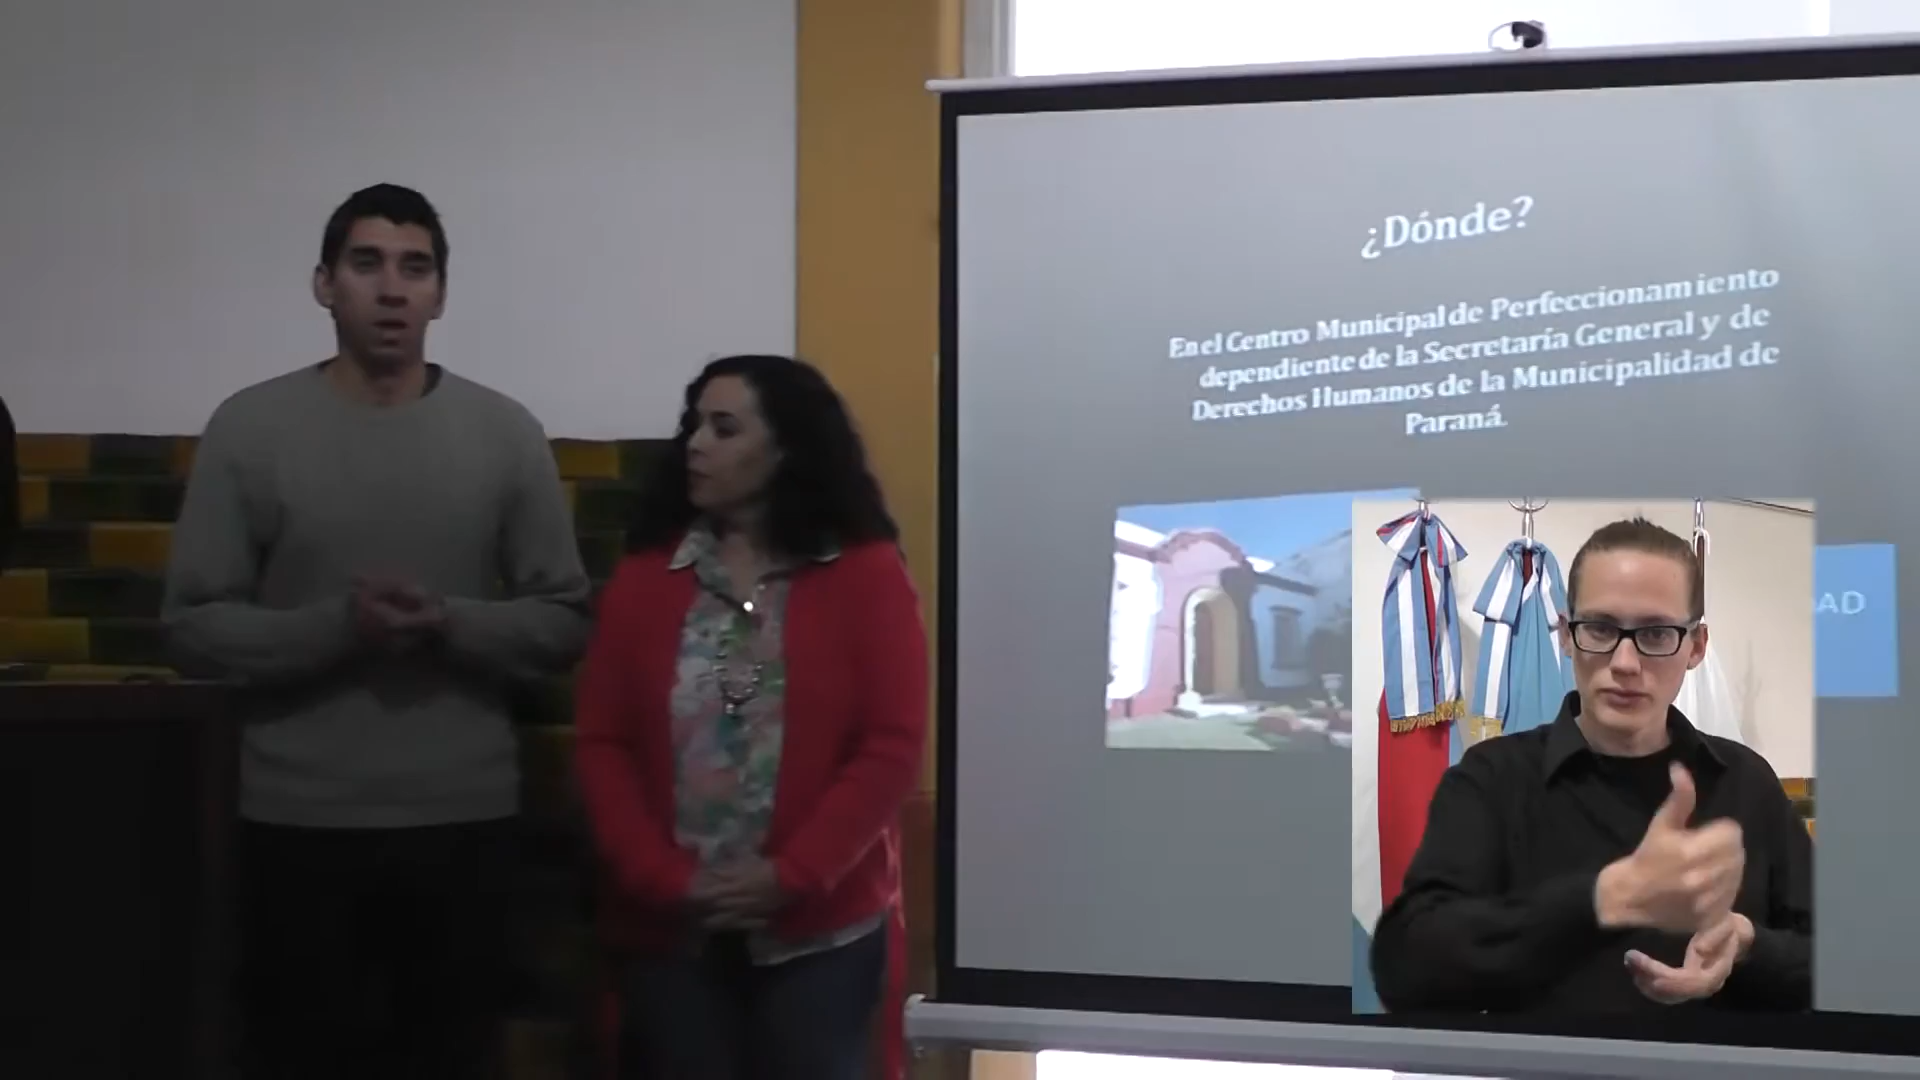 ¿Dónde?
En el Centro Municipal de Perfeccionamiento
dependiente de la Secretaría General y de
Derechos Humanos de la Municipalidad de
Paraná.
AD